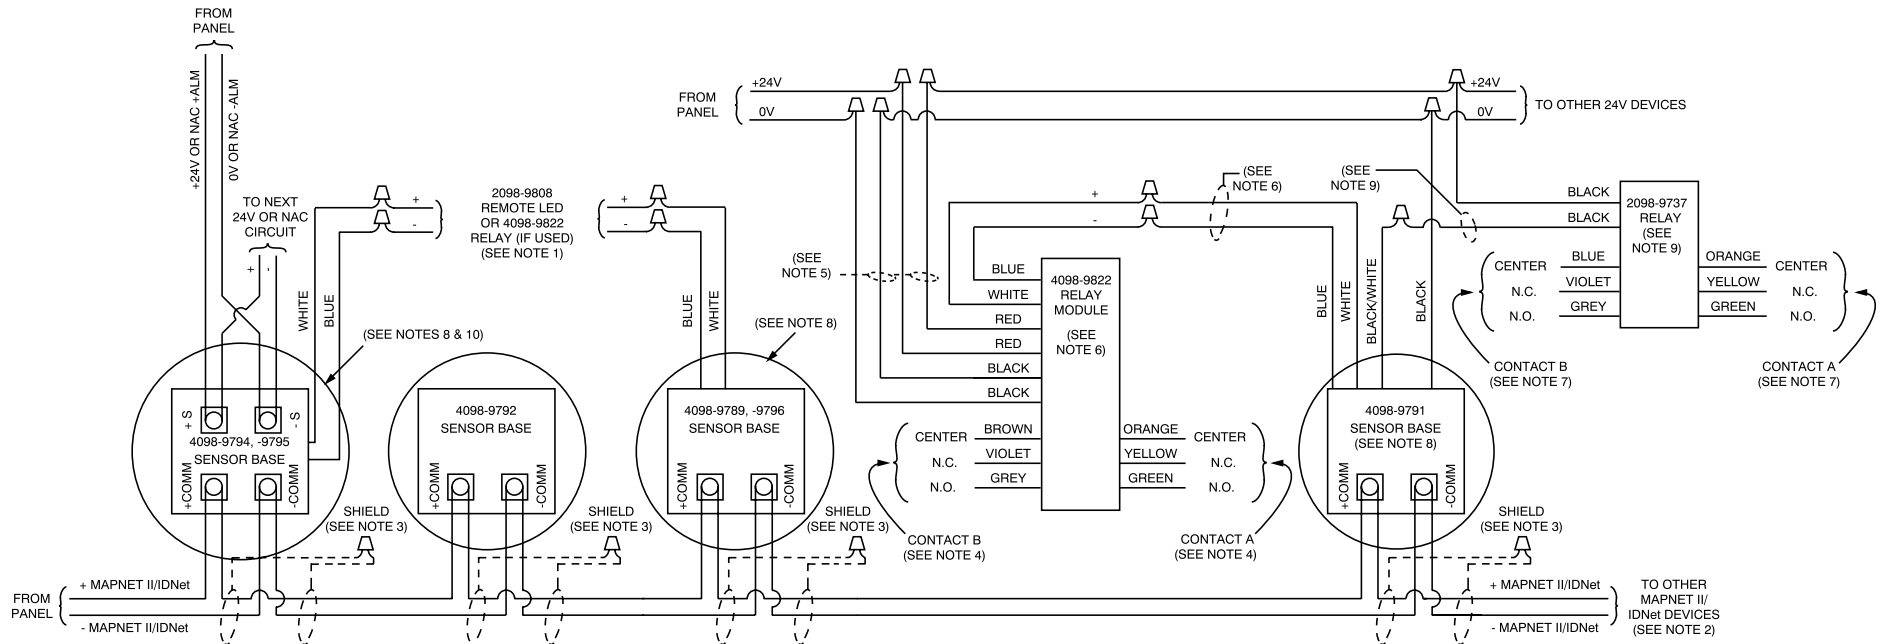 FROM
PANEL
+24V OR NAC +ALM
0V OR NAC -ALM
TO NEXT
24V OR NAC
CIRCUIT
+
-
WHITE
BLUE
+
-
2098-9808
REMOTE LED
OR 4098-9822
RELAY (IF USED)
(SEE NOTE 1)
+
-
BLUE
WHITE
(SEE NOTES 8 & 10)
(SEE NOTE 8)
FROM
PANEL
+24V
0V
+24V
0V
TO OTHER 24V DEVICES
(SEE
NOTE 5)
+
-
(SEE
NOTE 6)
(SEE
NOTE 9)
BLUE
WHITE
RED
RED
BLACK
BLACK
4098-9822
RELAY
MODULE
(SEE
NOTE 6)
BROWN
VIOLET
GREY
CENTER
N.C.
N.O.
CONTACT B
(SEE NOTE 4)
ORANGE
YELLOW
GREEN
CENTER
N.C.
N.O.
CONTACT A
(SEE NOTE 4)
BLUE
WHITE
BLACK/WHITE
BLACK
BLACK
BLACK
2098-9737
RELAY
(SEE
NOTE 9)
CENTER
N.C.
N.O.
BLUE
VIOLET
GREY
CONTACT B
(SEE NOTE 7)
ORANGE
YELLOW
GREEN
CENTER
N.C.
N.O.
CONTACT A
(SEE NOTE 7)
+ S
- S
4098-9794, -9795
SENSOR BASE
+COMM
-COMM
SHIELD
(SEE NOTE 3)
4098-9792
SENSOR BASE
+COMM
-COMM
SHIELD
(SEE NOTE 3)
4098-9789, -9796
SENSOR BASE
+COMM
-COMM
SHIELD
(SEE NOTE 3)
4098-9791
SENSOR BASE
(SEE NOTE 8)
+COMM
-COMM
SHIELD
(SEE NOTE 3)
FROM
PANEL
+ MAPNET II/IDNet
- MAPNET II/IDNet
+ MAPNET II/IDNet
- MAPNET II/IDNet
TO OTHER
MAPNET II/
IDNet DEVICES
(SEE NOTE 2)